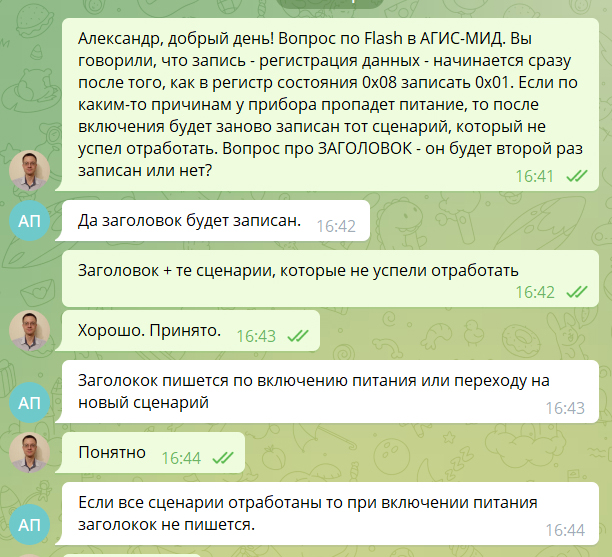 Александр, добрый день! Вопрос по Flash в АГИС-МИД. Вы
говорили, что запись - регистрация данных - начинается сразу
после того, как в регистр состояния 0x08 записать 0x01. Если по
каким-то причинам у прибора пропадет питание, то после
включения будет заново записан тот сценарий, который не
успел отработать. Вопрос про ЗАГОЛОВОК - он будет второй раз
записан или нет?
16:41
АП
Да заголовок будет записан. 16:42
Заголовок + те сценарии, которые не успели отработать
16:42
Хорошо. Принято. 16:43
Заголокок пишется по включению питания или переходу на
новый сценарий
АП
16:43
Понятно 16:44
Если все сценарии отработаны то при включении питания
заголокок не пишется.
АП
16:44